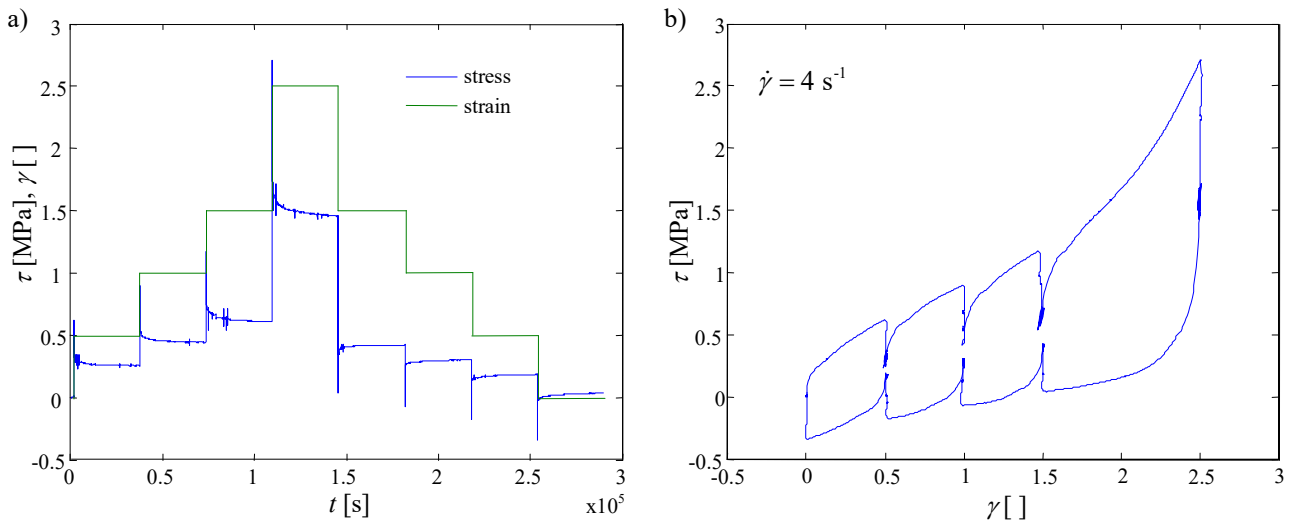 a)
3
2.5
2
1.5
1
0.5
0
-0.5
τ [MPa], γ [ ]
stress
strain
0 0.5 1 1.5 2 2.5 3
t [s]
x10⁵
b)
3
2.5
2
1.5
1
0.5
0
-0.5
τ [MPa]
γ̇ = 4 s⁻¹
-0.5 0 0.5 1 1.5 2 2.5 3
γ [ ]